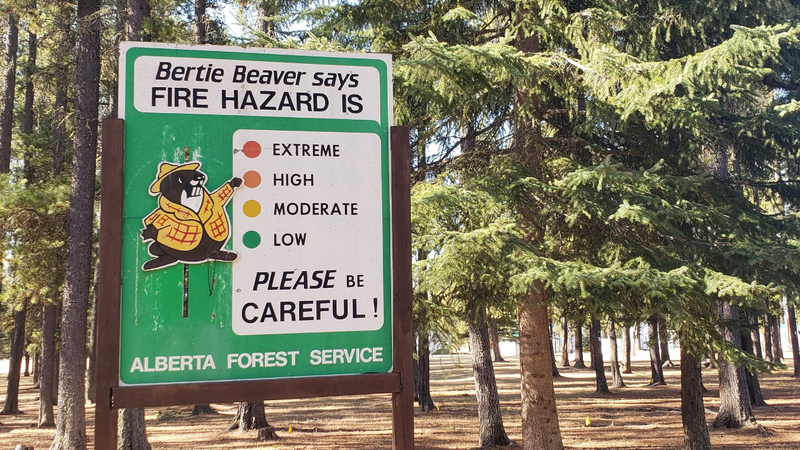 Bertie Beaver says
FIRE HAZARD IS
EXTREME
HIGH
MODERATE
LOW
PLEASE BE
CAREFUL!
ALBERTA FOREST SERVICE